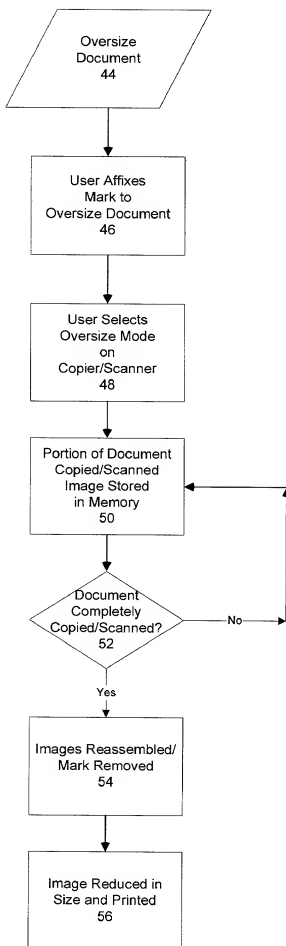 Oversize
Document
44
User Affixes
Mark to
Oversize Document
46
User Selects
Oversize Mode
on
Copier/Scanner
48
Portion of Document
Copied/Scanned
Image Stored
in Memory
50
Document
Completely
Copied/Scanned?
52
No
Yes
Images Reassembled/
Mark Removed
54
Image Reduced in
Size and Printed
56